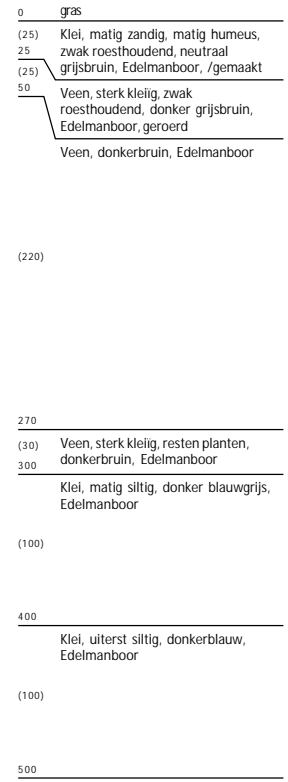 0 gras
(25) Klei, matig zandig, matig humeus,
25 zwak roesthoudend, neutraal
(25) grijsbruin, Edelmanboor, /gemaakt
50 Veen, sterk kleiïg, zwak
roesthoudend, donker grijsbruin,
Edelmanboor, geroerd
Veen, donkerbruin, Edelmanboor
(220)
270
(30) Veen, sterk kleiïg, resten planten,
300 donkerbruin, Edelmanboor
Klei, matig siltig, donker blauwgrijs,
Edelmanboor
(100)
400
Klei, uiterst siltig, donkerblauw,
Edelmanboor
(100)
500